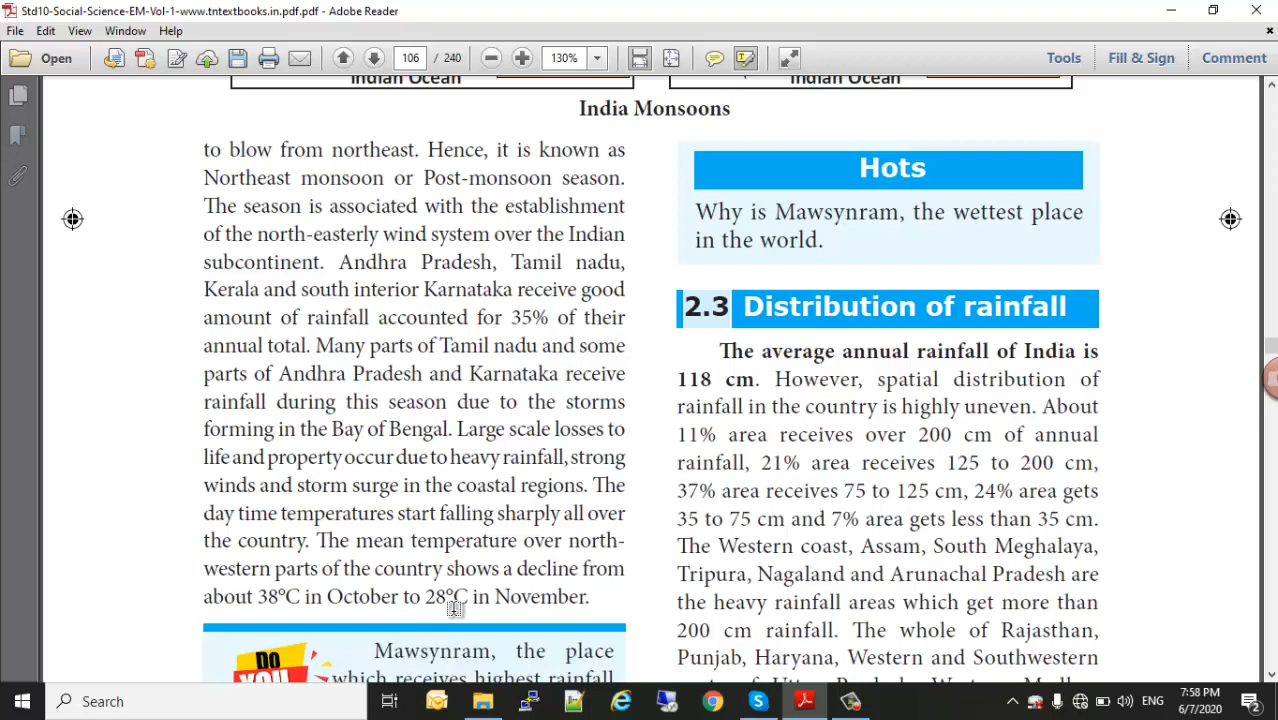 Std10-Social-Science-EM-Vol-1-www.tntextbooks.in.pdf.pdf - Adobe Reader
File Edit View Window Help
Open 106 / 240 130% Tools Fill & Sign Comment
Indian Ocean
Indian Ocean
India Monsoons
to blow from northeast. Hence, it is known as
Northeast monsoon or Post-monsoon season.
The season is associated with the establishment
of the north-easterly wind system over the Indian
subcontinent. Andhra Pradesh, Tamil nadu,
Kerala and south interior Karnataka receive good
amount of rainfall accounted for 35% of their
annual total. Many parts of Tamil nadu and some
parts of Andhra Pradesh and Karnataka receive
rainfall during this season due to the storms
forming in the Bay of Bengal. Large scale losses to
life and property occur due to heavy rainfall, strong
winds and storm surge in the coastal regions. The
day time temperatures start falling sharply all over
the country. The mean temperature over north-
western parts of the country shows a decline from
about 38°C in October to 28°C in November.
DO
YOU
Mawsynram, the place
which receives highest rainfall
Hots
Why is Mawsynram, the wettest place
in the world.
2.3 Distribution of rainfall
The average annual rainfall of India is
118 cm. However, spatial distribution of
rainfall in the country is highly uneven. About
11% area receives over 200 cm of annual
rainfall, 21% area receives 125 to 200 cm,
37% area receives 75 to 125 cm, 24% area gets
35 to 75 cm and 7% area gets less than 35 cm.
The Western coast, Assam, South Meghalaya,
Tripura, Nagaland and Arunachal Pradesh are
the heavy rainfall areas which get more than
200 cm rainfall. The whole of Rajasthan,
Punjab, Haryana, Western and Southwestern
Search
ENG
7:58 PM
6/7/2020
2